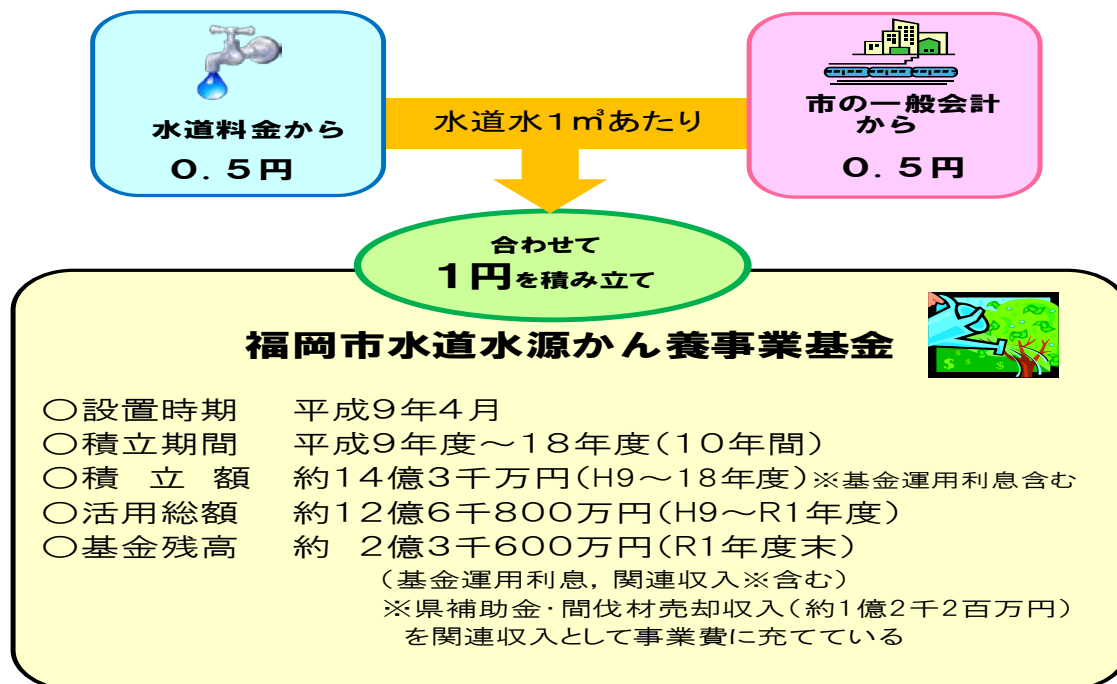 水道料金から
0.5円
水道水1㎥あたり
市の一般会計
から
0.5円
合わせて
1円を積み立て
福岡市水道水源かん養事業基金
○設置時期 平成9年4月
○積立期間 平成9年度～18年度(10年間)
○積立額 約14億3千万円(H9～18年度)※基金運用利息含む
○活用総額 約12億6千800万円(H9～R1年度)
○基金残高 約 2億3千600万円(R1年度末)
(基金運用利息,関連収入※含む)
※県補助金･間伐材売却収入(約1億2千2百万円)
を関連収入として事業費に充てている